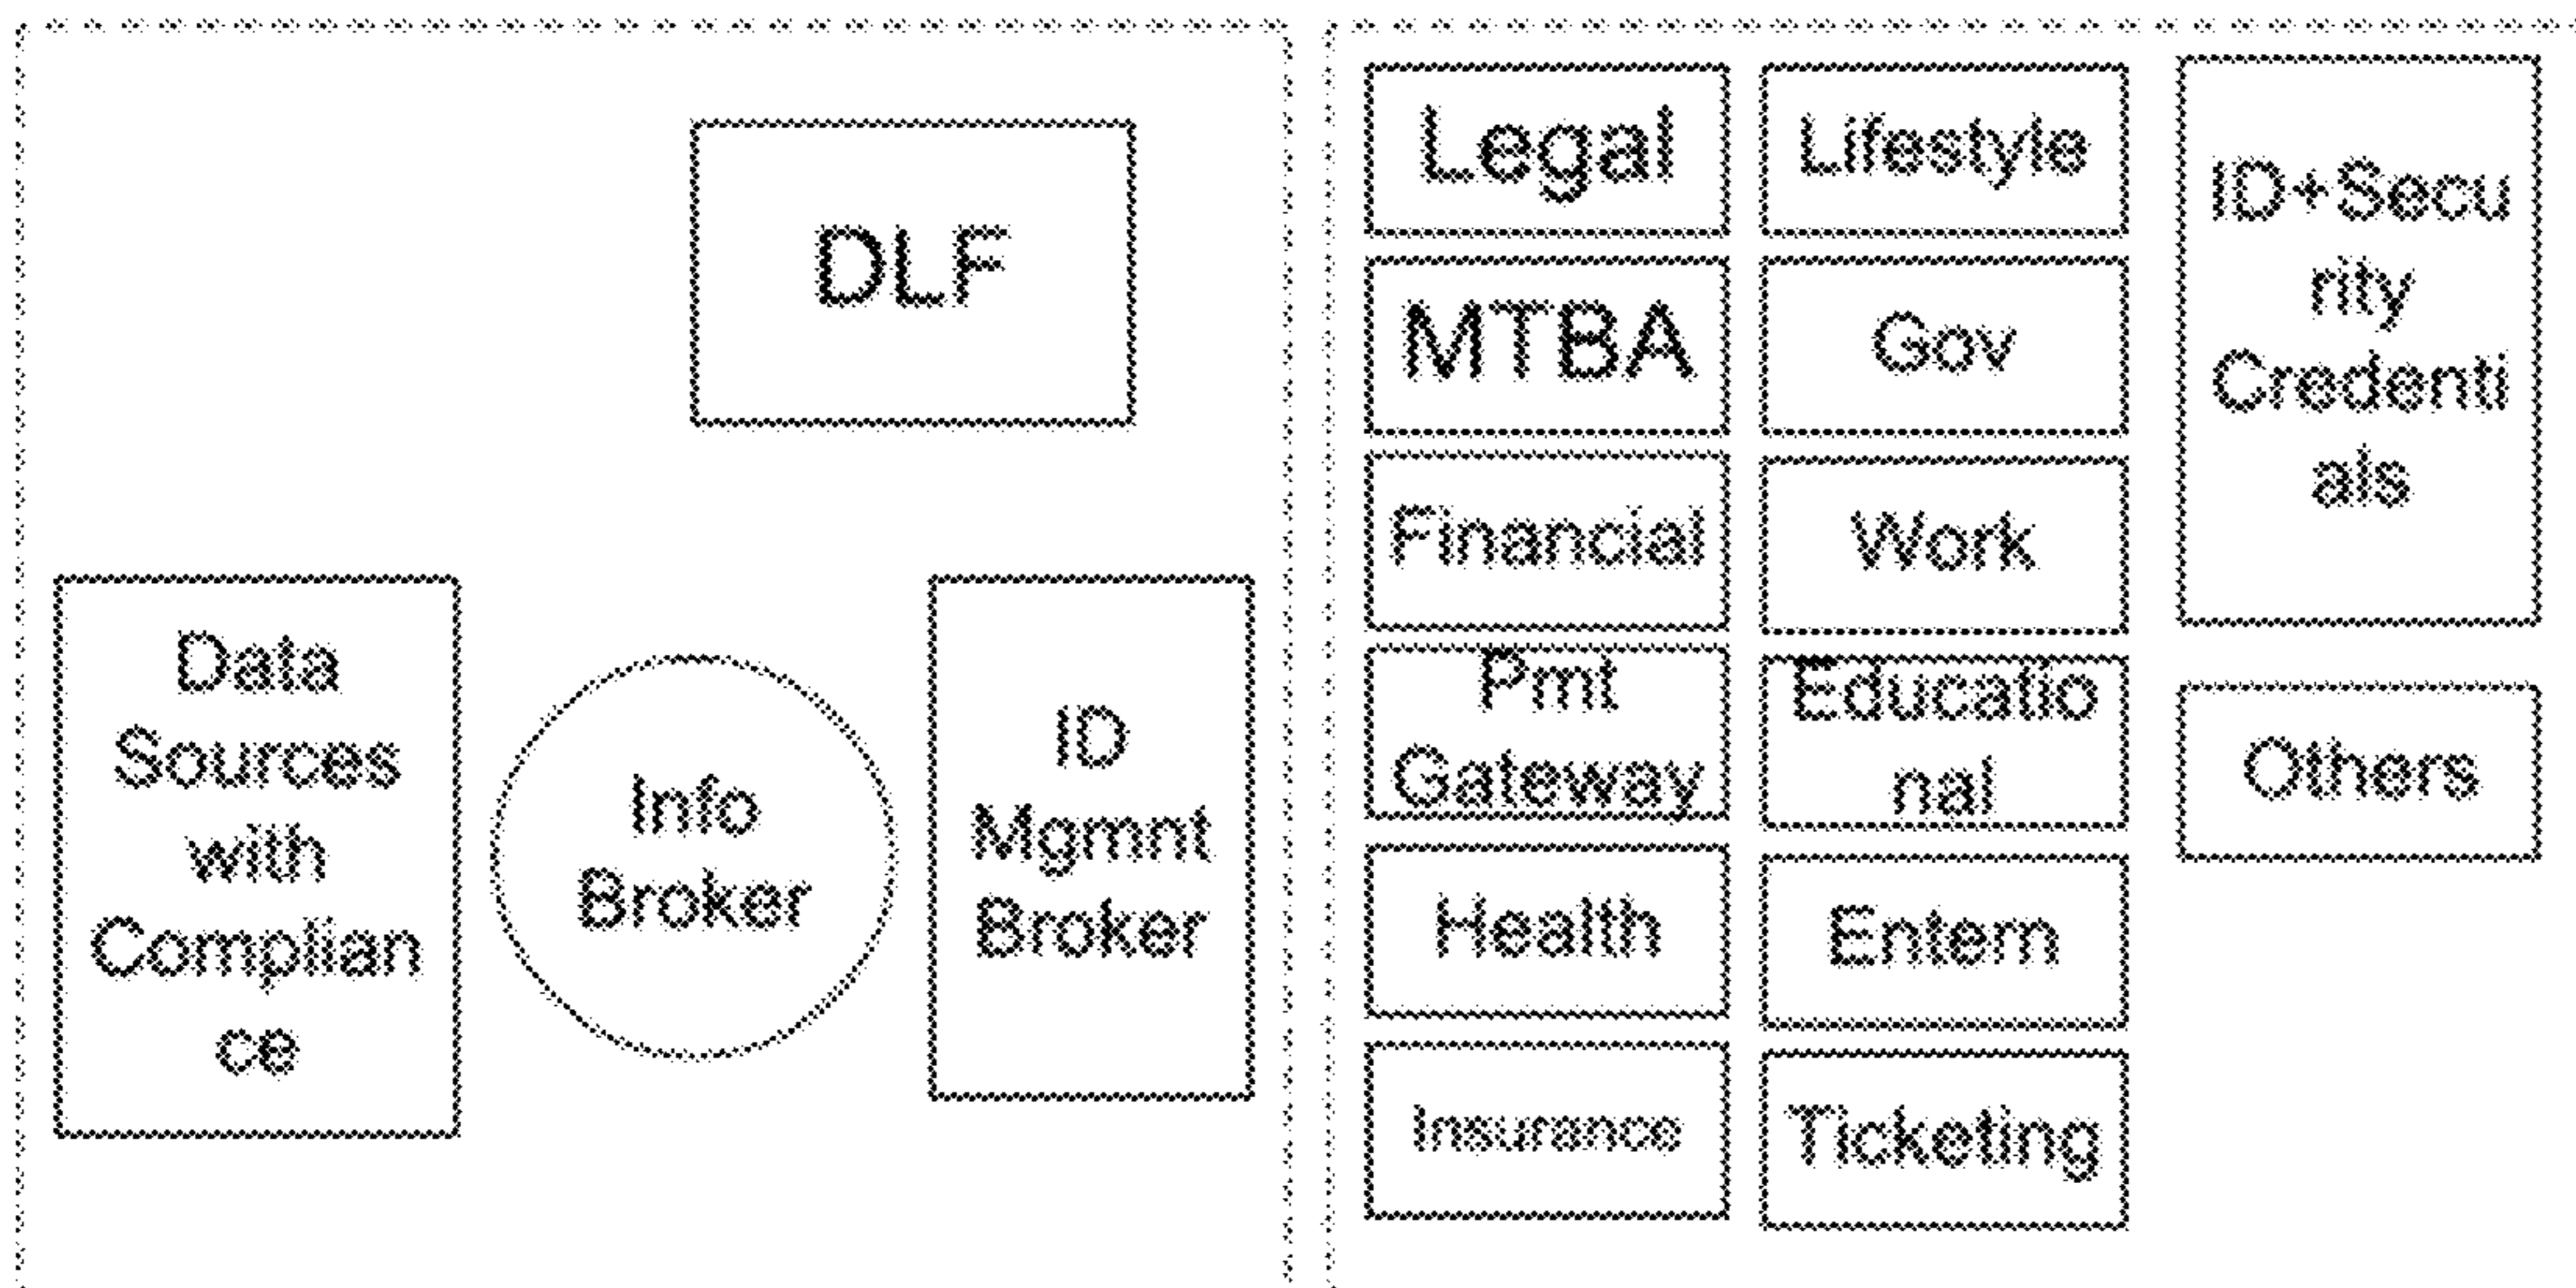 DLF
Data
Sources
with
Complian
ce
Info
Broker
ID
Mgmnt
Broker
Legal
MTBA
Financial
Pmt
Gateway
Health
Insurance
Lifestyle
Gov
Work
Educatio
nal
Entern
Ticketing
ID+Secu
rity
Credenti
als
Others